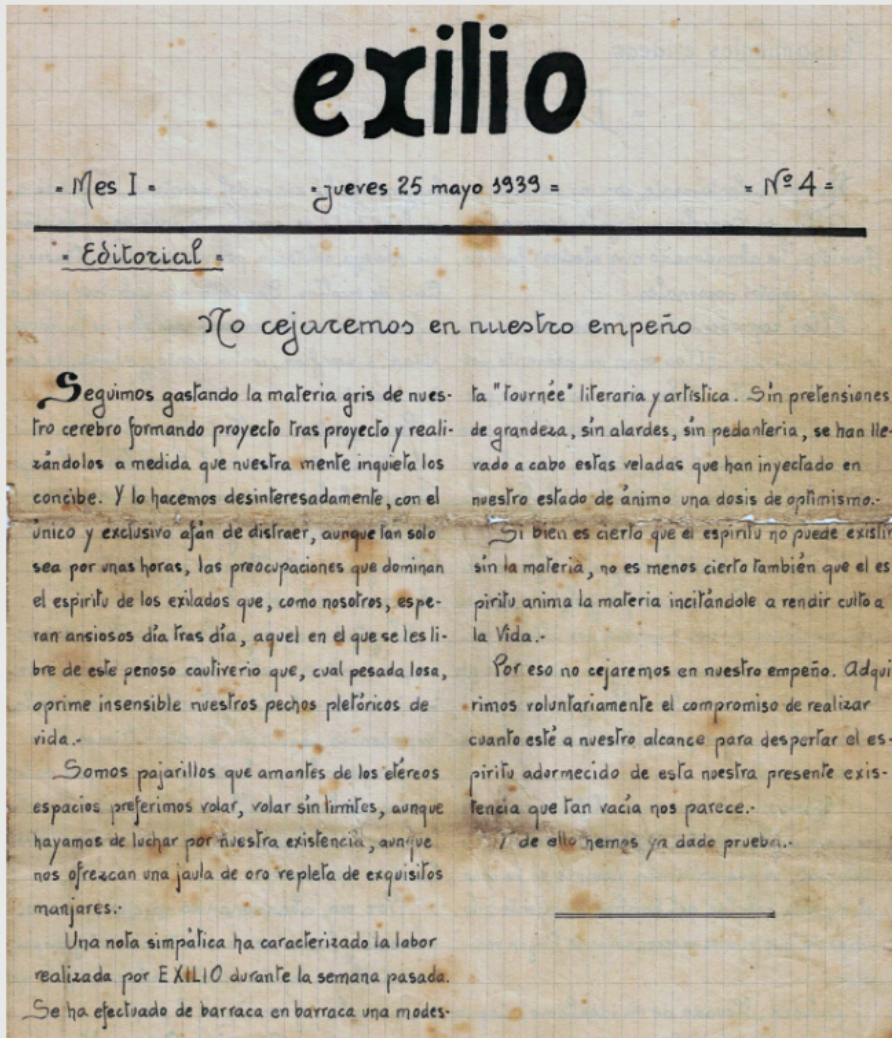 exilio
= Mes I =
= jueves 25 mayo 1939 =
= Nº 4 =
= Editorial =
No cejaremos en nuestro empeño
Seguimos gastando la materia gris de nues-
tro cerebro formando proyecto tras proyecto y reali-
zándolos a medida que nuestra mente inquieta los
concibe. Y lo hacemos desinteresadamente, con el
único y exclusivo afán de distraer, aunque tan solo
sea por unas horas, las preocupaciones que dominan
el espiritu de los exilados que, como nosotros, espe-
ran ansiosos día tras día, aquel en el que se les li-
bre de este penoso cautiverio que, cual pesada losa,
oprime insensible nuestros pechos pletóricos de
vida.-
Somos pajarillos que amantes de los etéreos
espacios preferimos volar, volar sin limites, aunque
hayamos de luchar por nuestra existencia, aunque
nos ofrezcan una jaula de oro repleta de exquisitos
manjares.-
Una nota simpática ha caracterizado la labor
realizada por EXILIO durante la semana pasada.
Se ha efectuado de barraca en barraca una modes-
ta "tournée" literaria y artistica. Sin pretensiones
de grandeza, sin alardes, sin pedanteria, se han lle-
vado a cabo estas veladas que han inyectado en
nuestro estado de ánimo una dosis de optimismo.-
Si bien es cierto que el espiritu no puede existir
sin la materia, no es menos cierto también que el es
piritu anima la materia incitándole a rendir culto a
la Vida.-
Por eso no cejaremos en nuestro empeño. Adqui
rimos voluntariamente el compromiso de realizar
cuanto esté a nuestro alcance para despertar el es-
piritu adormecido de esta nuestra presente exis-
tencia que tan vacía nos parece.-
Y de ello hemos ya dado prueba.-